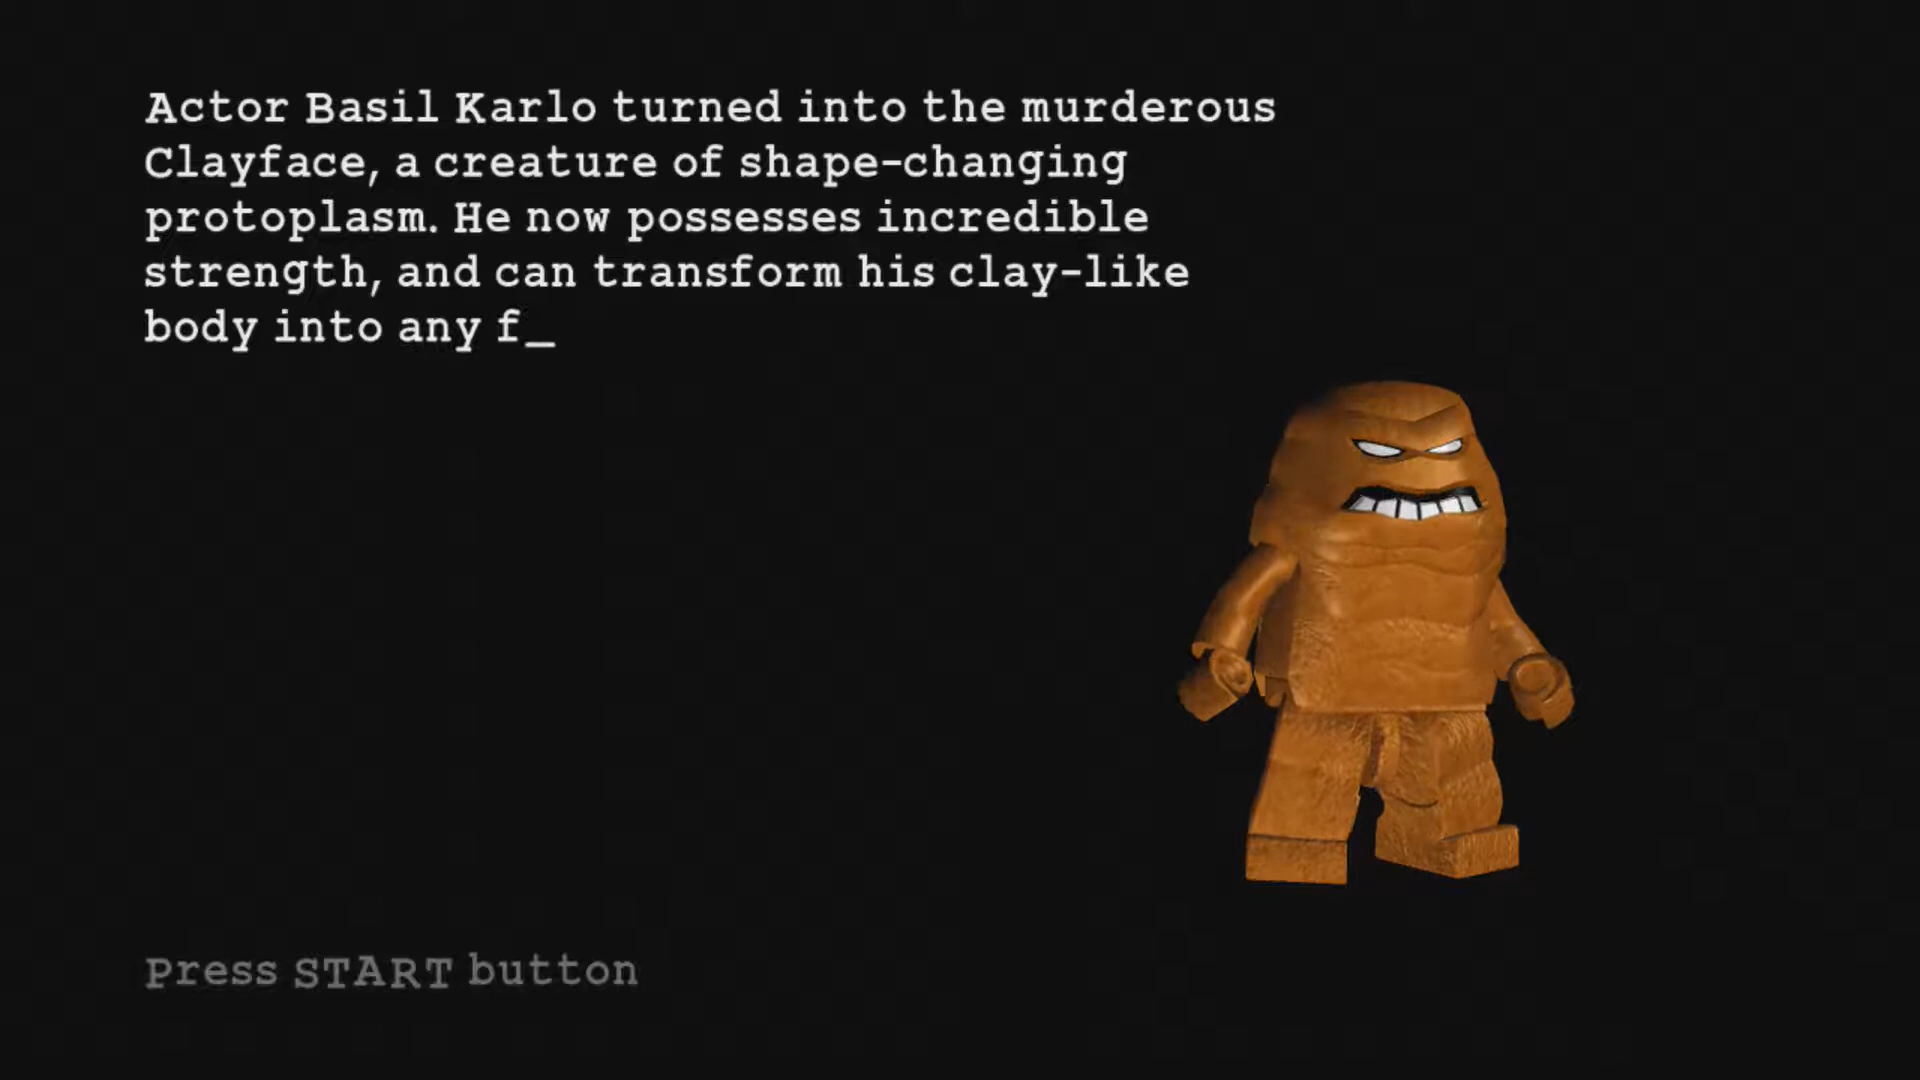 Actor Basil Karlo turned into the murderous
Clayface, a creature of shape-changing
protoplasm. He now possesses incredible
strength, and can transform his clay-like
body into any f_
Press START button